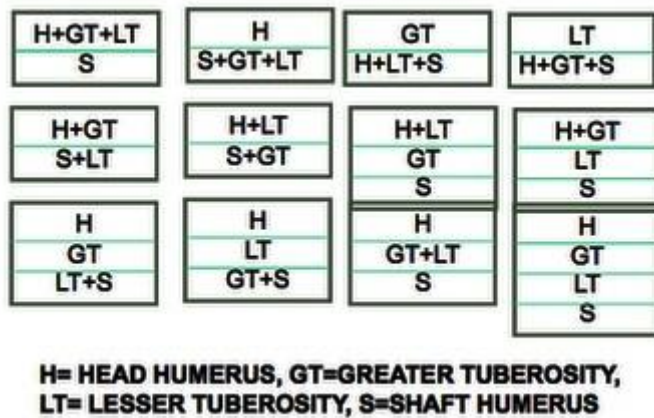 H+GT+LT
S
H
S+GT+LT
GT
H+LT+S
LT
H+GT+S
H+GT
S+LT
H+LT
S+GT
H+LT
GT
S
H+GT
LT
S
H
GT
LT+S
H
LT
GT+S
H
GT+LT
S
H
GT
LT
S
H= HEAD HUMERUS, GT=GREATER TUBEROSITY,
LT= LESSER TUBEROSITY, S=SHAFT HUMERUS